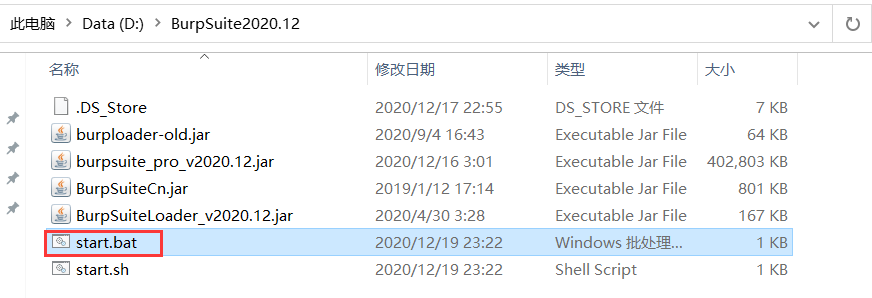 此电脑 > Data (D:) > BurpSuite2020.12
名称 修改日期 类型 大小
.DS_Store 2020/12/17 22:55 DS_STORE 文件 7 KB
burploader-old.jar 2020/9/4 16:43 Executable Jar File 64 KB
burpsuite_pro_v2020.12.jar 2020/12/16 3:01 Executable Jar File 402,803 KB
BurpSuiteCn.jar 2019/1/12 17:14 Executable Jar File 801 KB
BurpSuiteLoader_v2020.12.jar 2020/4/30 3:28 Executable Jar File 167 KB
start.bat 2020/12/19 23:22 Windows 批处理... 1 KB
start.sh 2020/12/19 23:22 Shell Script 1 KB